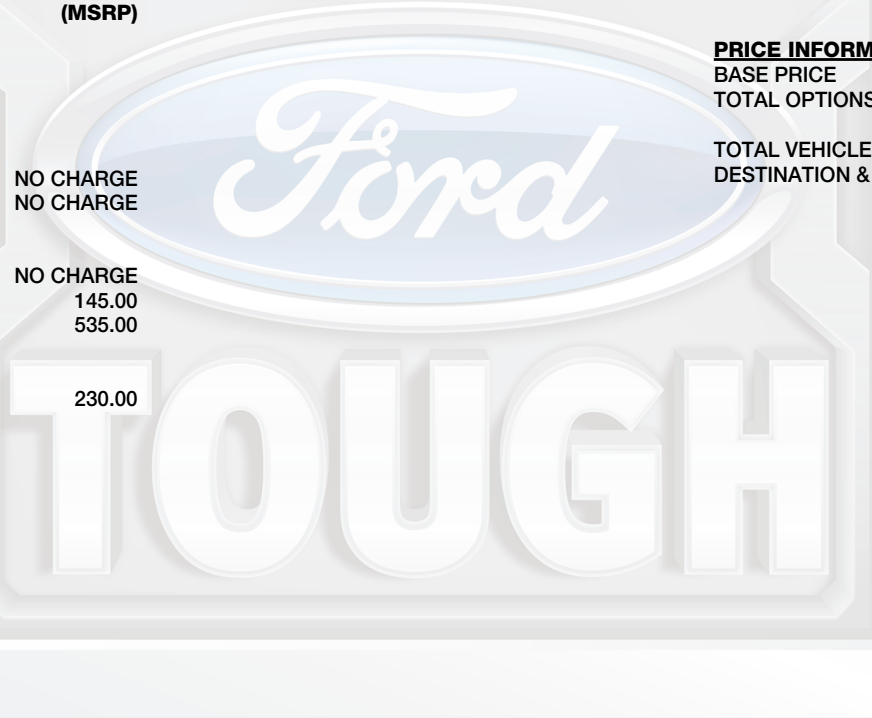 (MSRP)
NO CHARGE
NO CHARGE
NO CHARGE
145.00
535.00
230.00
PRICE INFORM
BASE PRICE
TOTAL OPTIONS
TOTAL VEHICLE
DESTINATION &
Ford
TOUGH